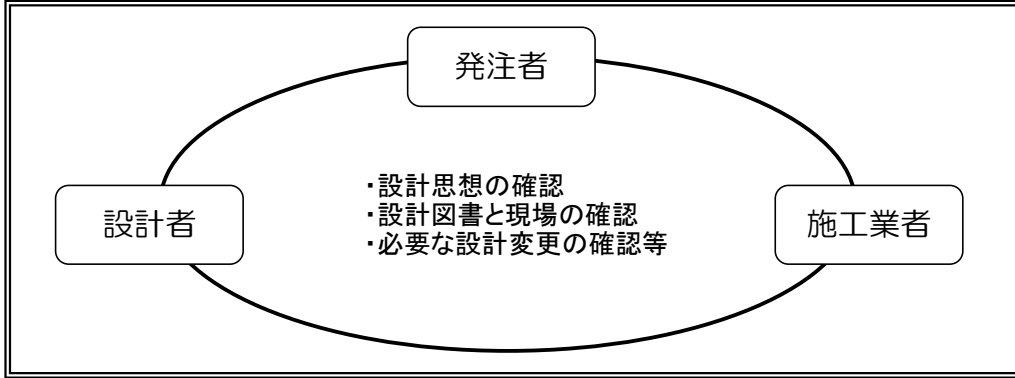 発注者
設計者
・設計思想の確認
・設計図書と現場の確認
・必要な設計変更の確認等
施工業者